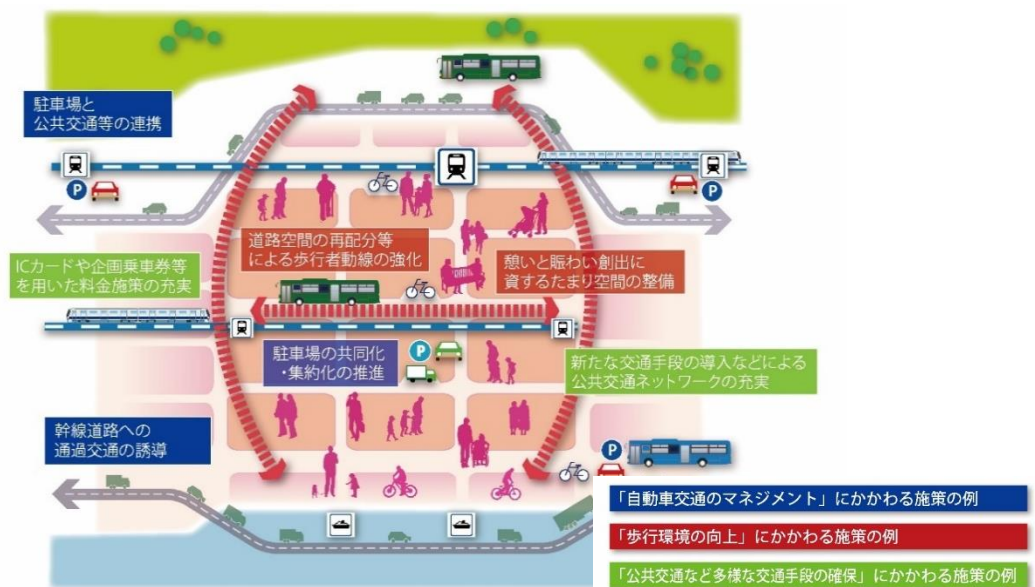 駐車場と
公共交通等の連携
P
P
道路空間の再配分等
による歩行者動線の強化
憩いと賑わい創出に
資するたまり空間の整備
ICカードや企画乗車券等
を用いた料金施策の充実
駐車場の共同化
・集約化の推進
P
新たな交通手段の導入などによる
公共交通ネットワークの充実
幹線道路への
通過交通の誘導
P
「自動車交通のマネジメント」にかかわる施策の例
「歩行環境の向上」にかかわる施策の例
「公共交通など多様な交通手段の確保」にかかわる施策の例